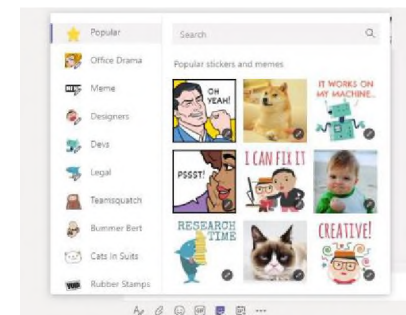 Popular
Office Drama
Meme
Designers
Devs
Legal
Teamsquatch
Bummer Bert
Cats in Suits
Rubber Stamps
Search
Popular stickers and memes
OH
YEAH!
IT WORKS ON
MY MACHINE...
PSSST!
I CAN FIX IT
RESEARCH
TIME
CREATIVE!